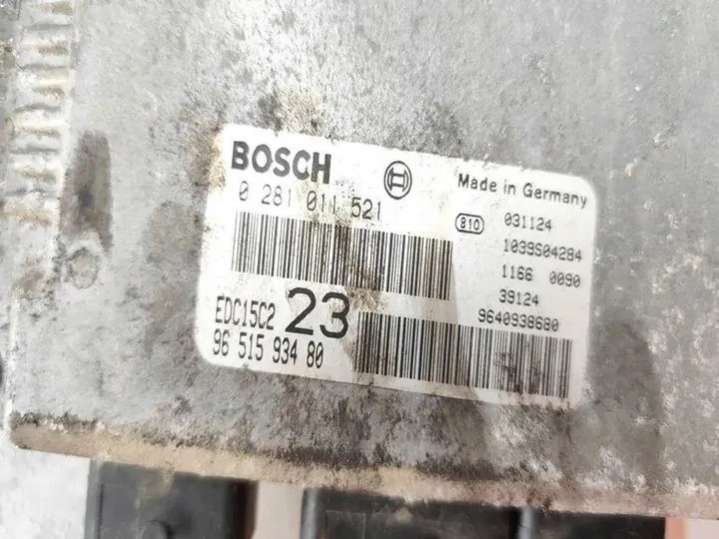 BOSCH
Made in Germany
0 281 011 521
810
031124
1039S04284
1166 0090
39124
9640938680
EDC15C2
23
96 515 934 80